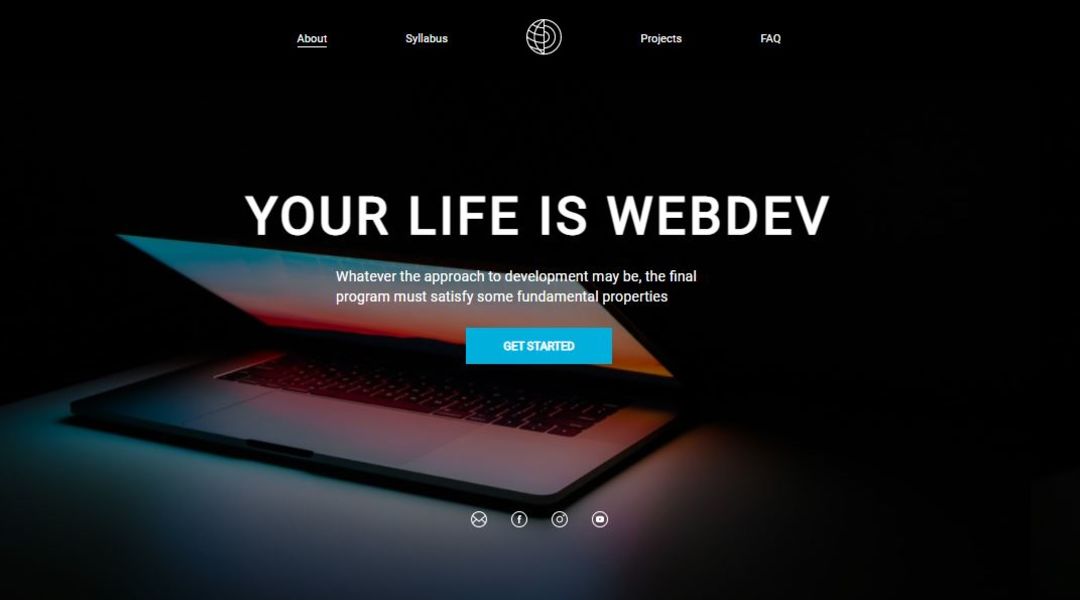 About
Syllabus
Projects
FAQ
YOUR LIFE IS WEBDEV
Whatever the approach to development may be, the final
program must satisfy some fundamental properties
GET STARTED